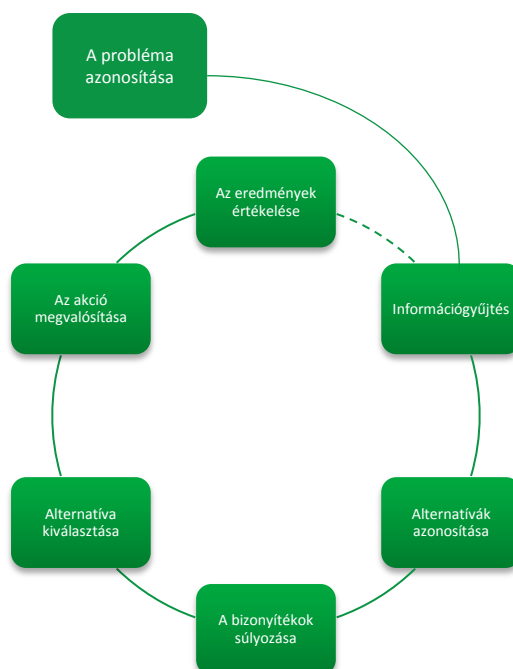 A probléma
azonosítása
Az eredmények
értékelése
Információgyűjtés
Alternatívák
azonosítása
A bizonyítékok
súlyozása
Alternatíva
kiválasztása
Az akció
megvalósítása